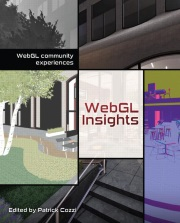 WebGL community
experiences
WebGL
Insights
Edited by Patrick Cozzi